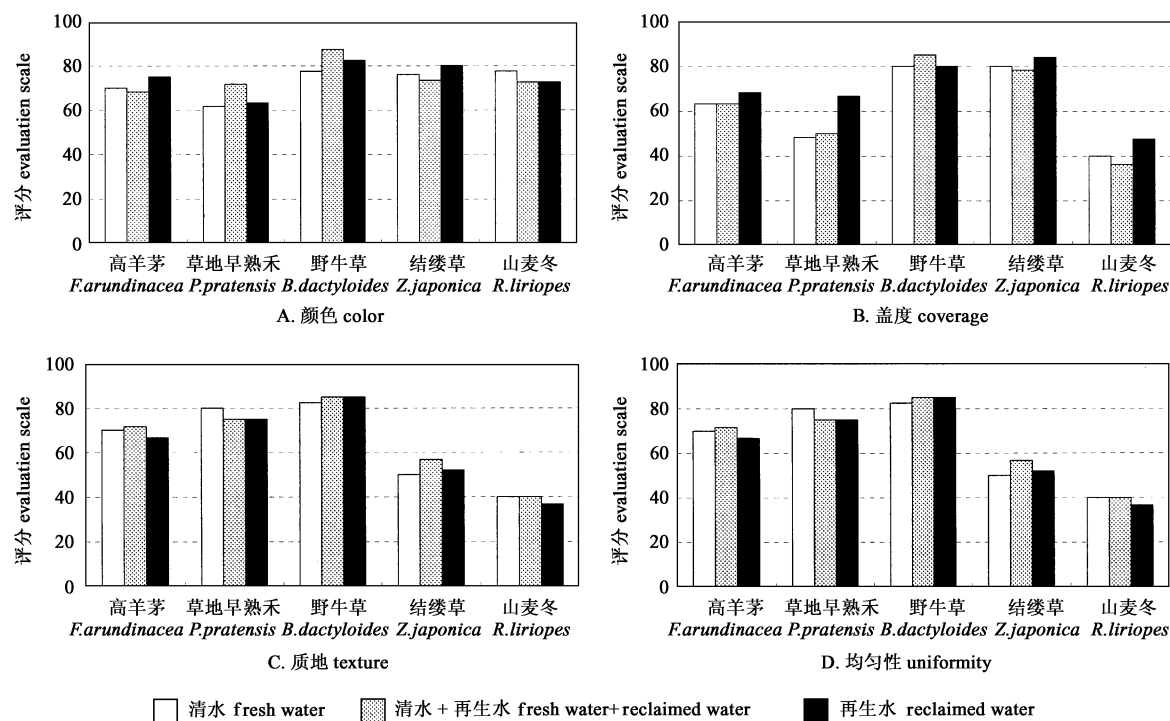 100
80
60
40
20
0
评分 evaluatien scale
高羊茅 草地早熟禾 野牛草 结缕草 山麦冬
F.arundinacea P.pratensis B.dactyloides Z.japonica R.liriopes
A. 颜色 color
100
80
60
40
20
0
评分 evaluation scale
高羊茅 草地早熟禾 野牛草 结缕草 山麦冬
F.arundinacea P.pratensis B.dactyloides Z.japonica R.liriopes
B. 盖度 coverage
100
80
60
40
20
0
评分 evaluation scale
高羊茅 草地早熟禾 野牛草 结缕草 山麦冬
F.arundinacea P.pratensis B.dactyloides Z.japonica R.liriopes
C. 质地 texture
100
80
60
40
20
0
评分 evaluation scale
高羊茅 草地早熟禾 野牛草 结缕草 山麦冬
F.arundinacea P.pratensis B.dactyloides Z.japonica R.liriopes
D. 均匀性 uniformity
清水 fresh water 清水 + 再生水 fresh water+reclaimed water 再生水 reclaimed water